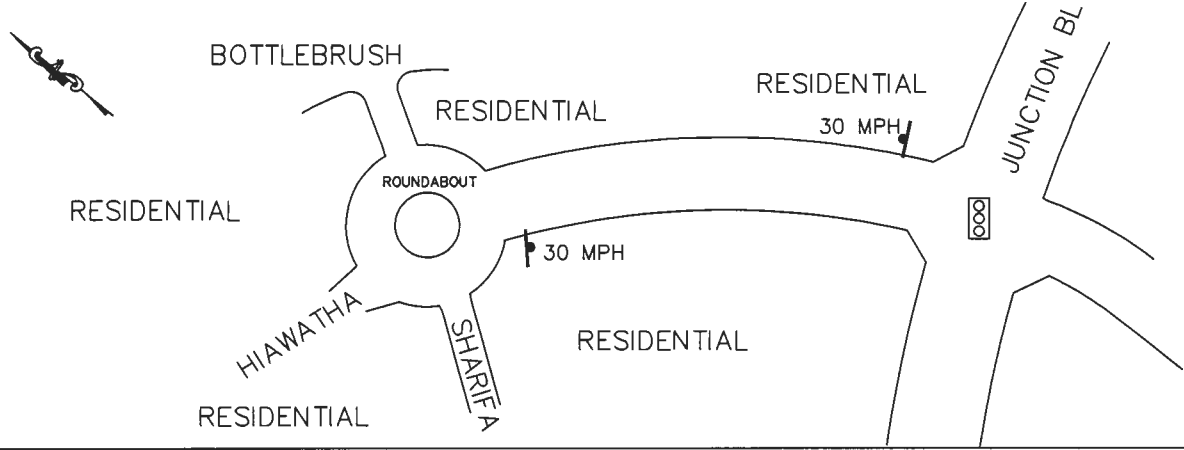 BOTTLEBRUSH
RESIDENTIAL
RESIDENTIAL
30 MPH
JUNCTION BL
ROUNDABOUT
RESIDENTIAL
30 MPH
HIAWATHA
SHARIFA
RESIDENTIAL
RESIDENTIAL